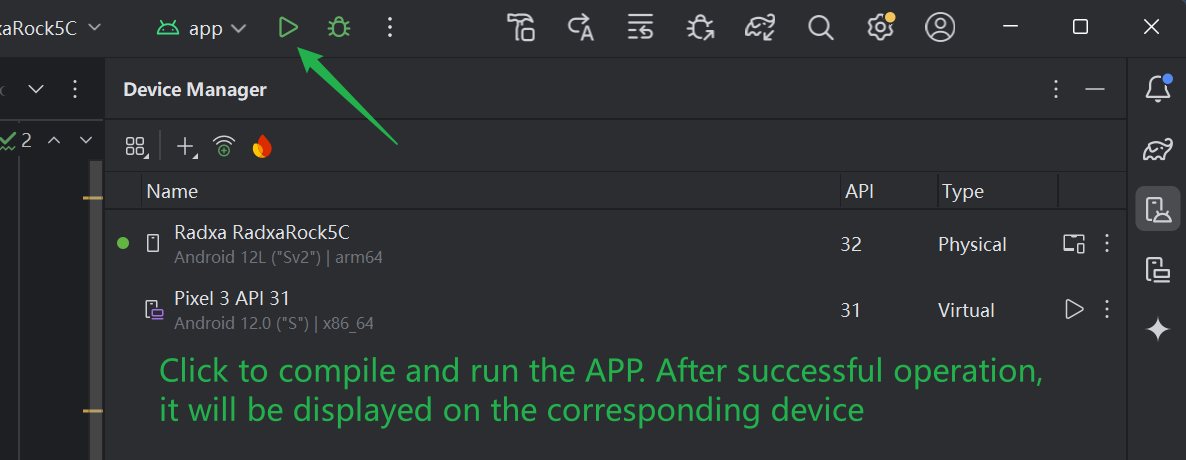 xaRock5C
app
Device Manager
2
Name API Type
Radxa RadxaRock5C
Android 12L ("Sv2") | arm64
32 Physical
Pixel 3 API 31
Android 12.0 ("S") | x86_64
31 Virtual
Click to compile and run the APP. After successful operation,
it will be displayed on the corresponding device